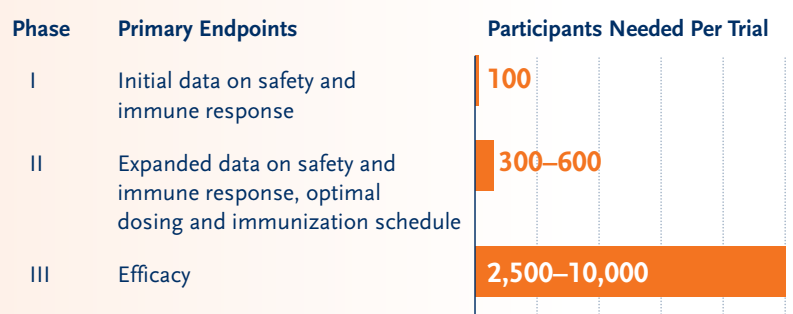 Phase Primary Endpoints Participants Needed Per Trial
I Initial data on safety and 100
immune response
II Expanded data on safety and 300–600
immune response, optimal
dosing and immunization schedule
III Efficacy 2,500–10,000